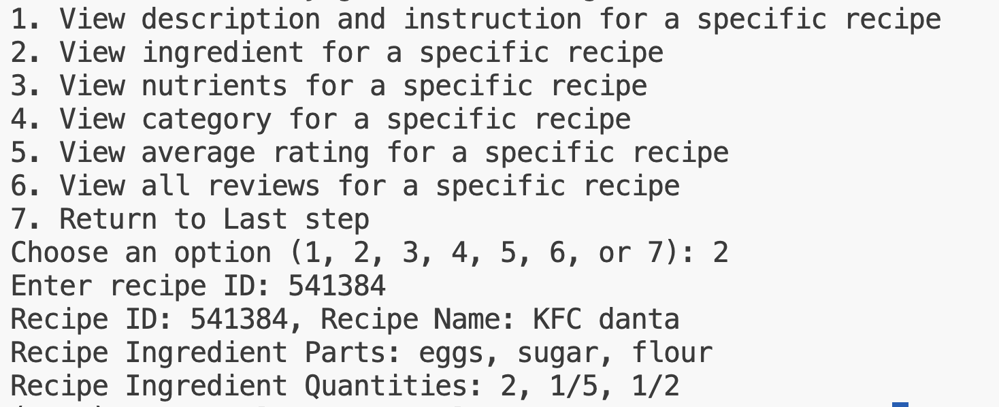 1. View description and instruction for a specific recipe
2. View ingredient for a specific recipe
3. View nutrients for a specific recipe
4. View category for a specific recipe
5. View average rating for a specific recipe
6. View all reviews for a specific recipe
7. Return to Last step
Choose an option (1, 2, 3, 4, 5, 6, or 7): 2
Enter recipe ID: 541384
Recipe ID: 541384, Recipe Name: KFC danta
Recipe Ingredient Parts: eggs, sugar, flour
Recipe Ingredient Quantities: 2, 1/5, 1/2